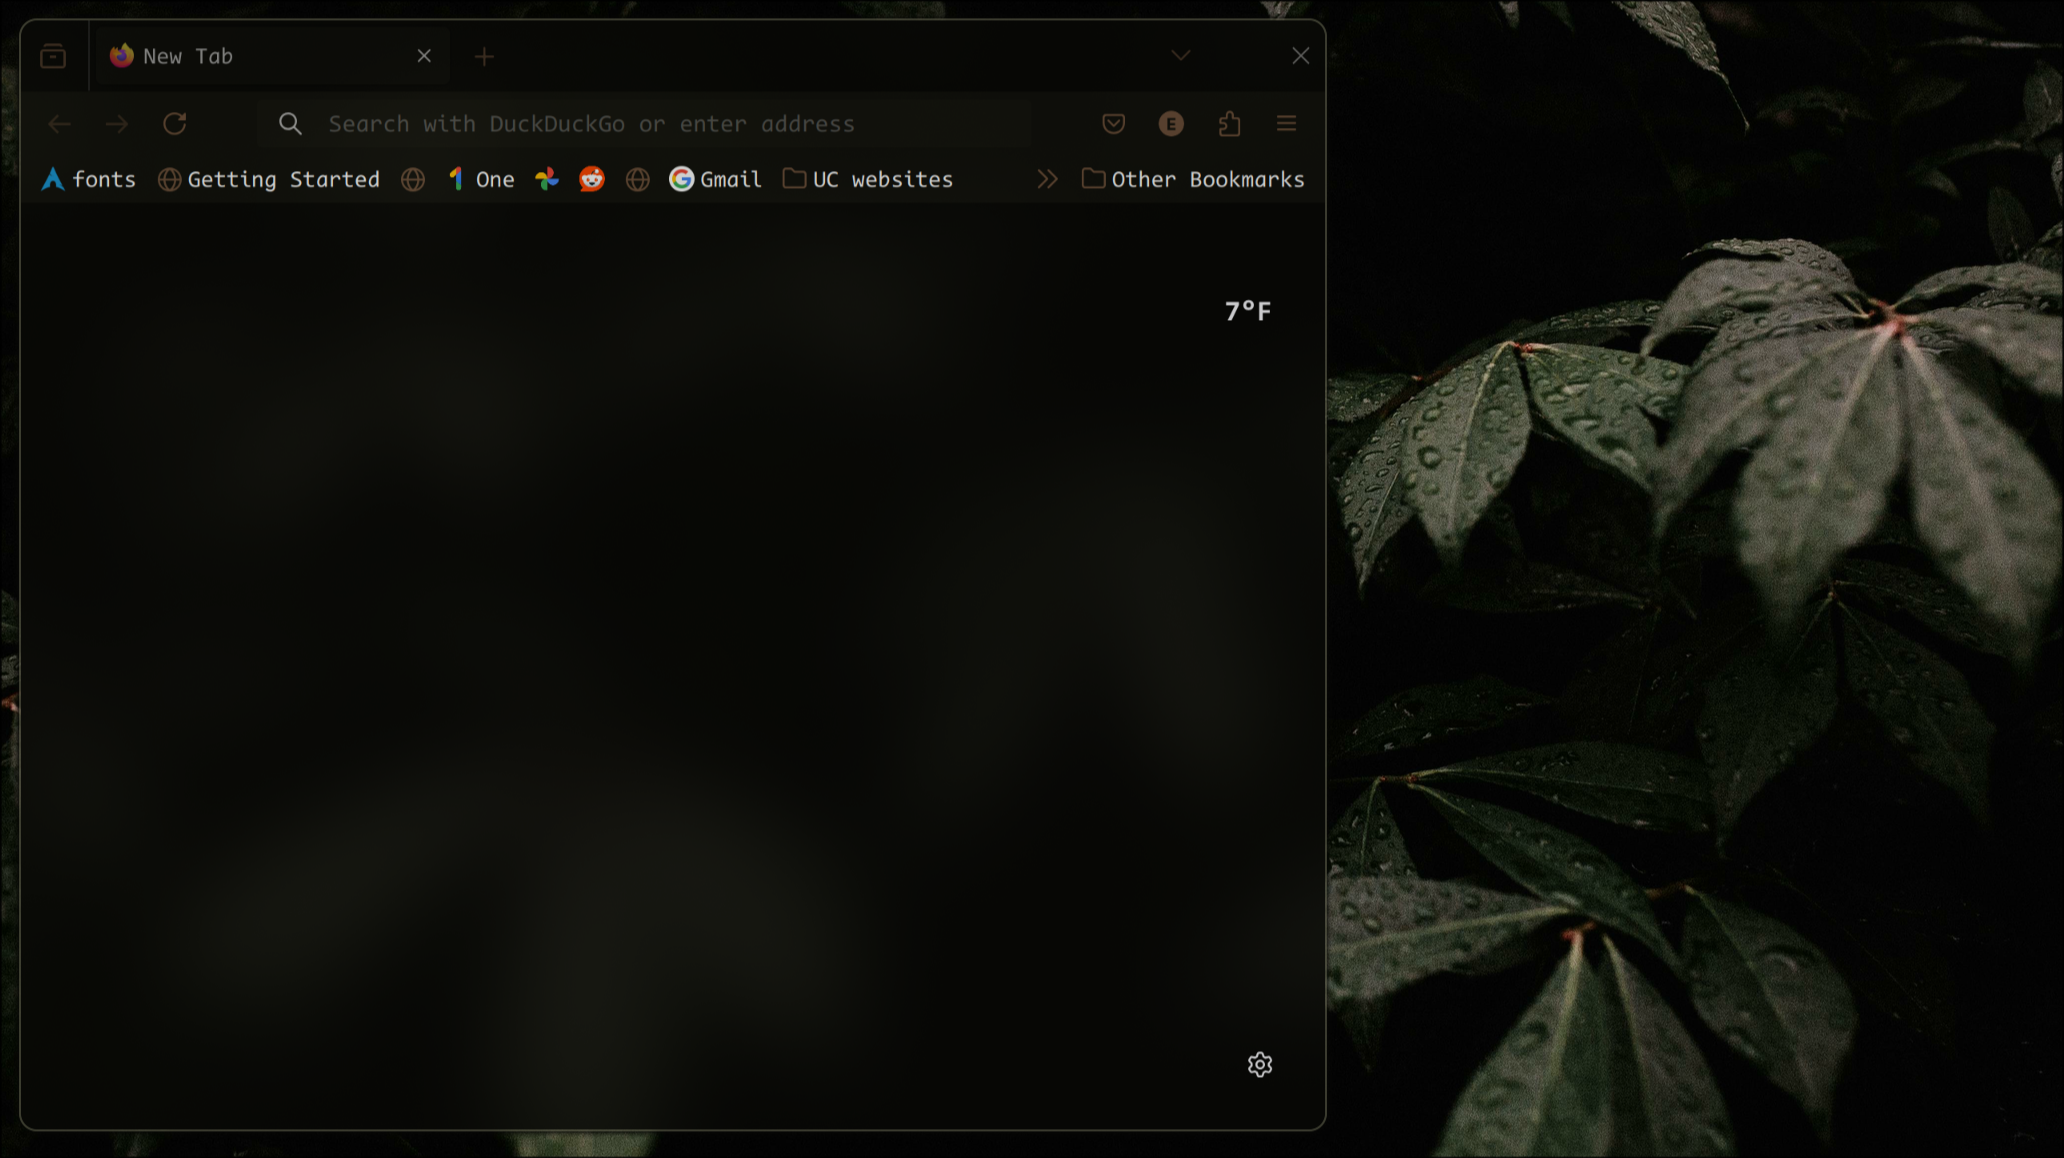 New Tab
Search with DuckDuckGo or enter address
E
fonts Getting Started One Gmail UC websites Other Bookmarks
7°F